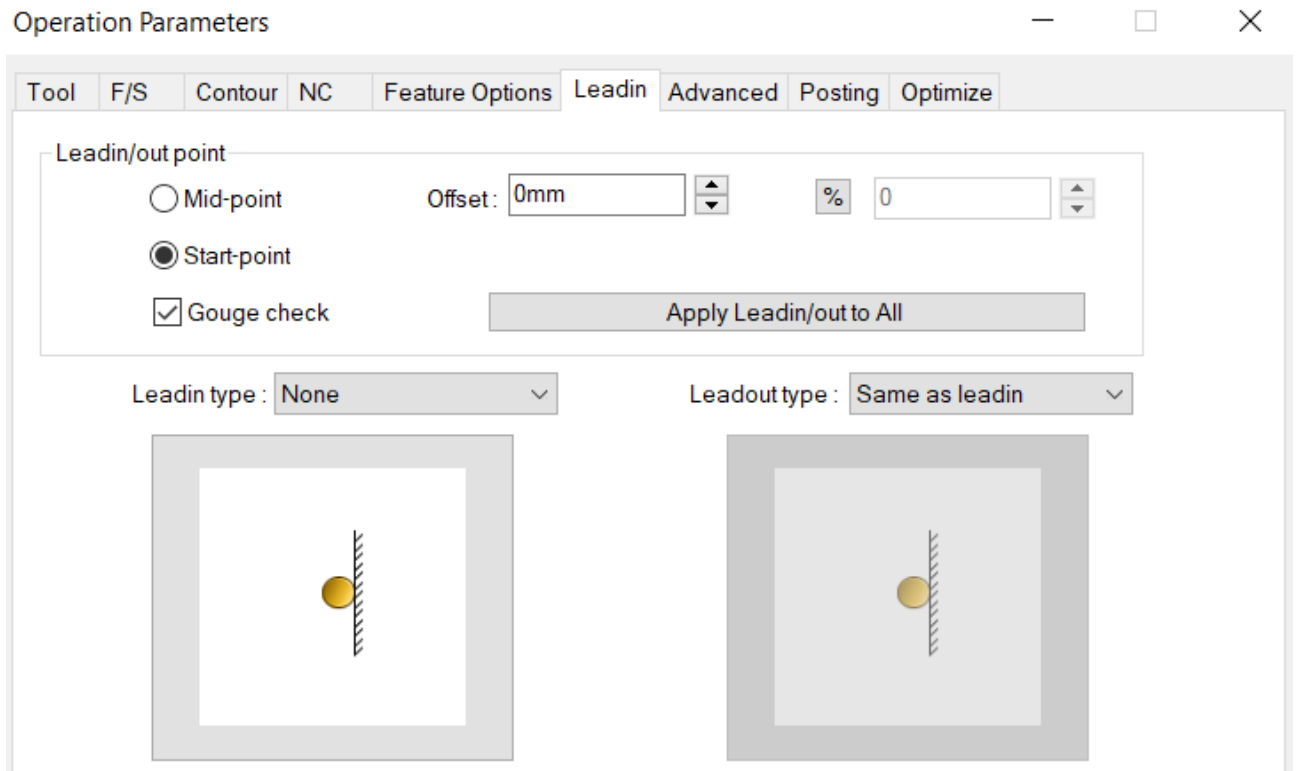 Operation Parameters
Tool F/S Contour NC Feature Options Leadin Advanced Posting Optimize
Leadin/out point
Mid-point Offset : 0mm % 0
Start-point
Gouge check Apply Leadin/out to All
Leadin type : None Leadout type : Same as leadin